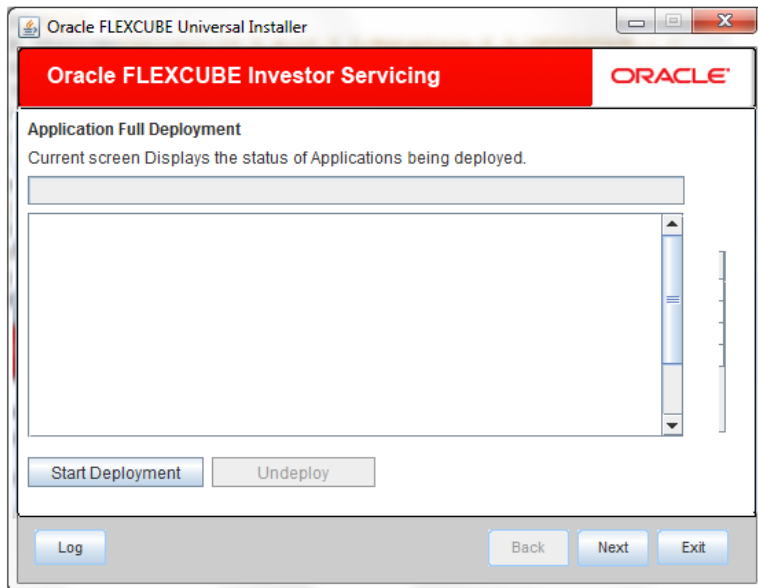 Oracle FLEXCUBE Universal Installer
Oracle FLEXCUBE Investor Servicing
ORACLE
Application Full Deployment
Current screen Displays the status of Applications being deployed.
Start Deployment Undeploy
Log Back Next Exit